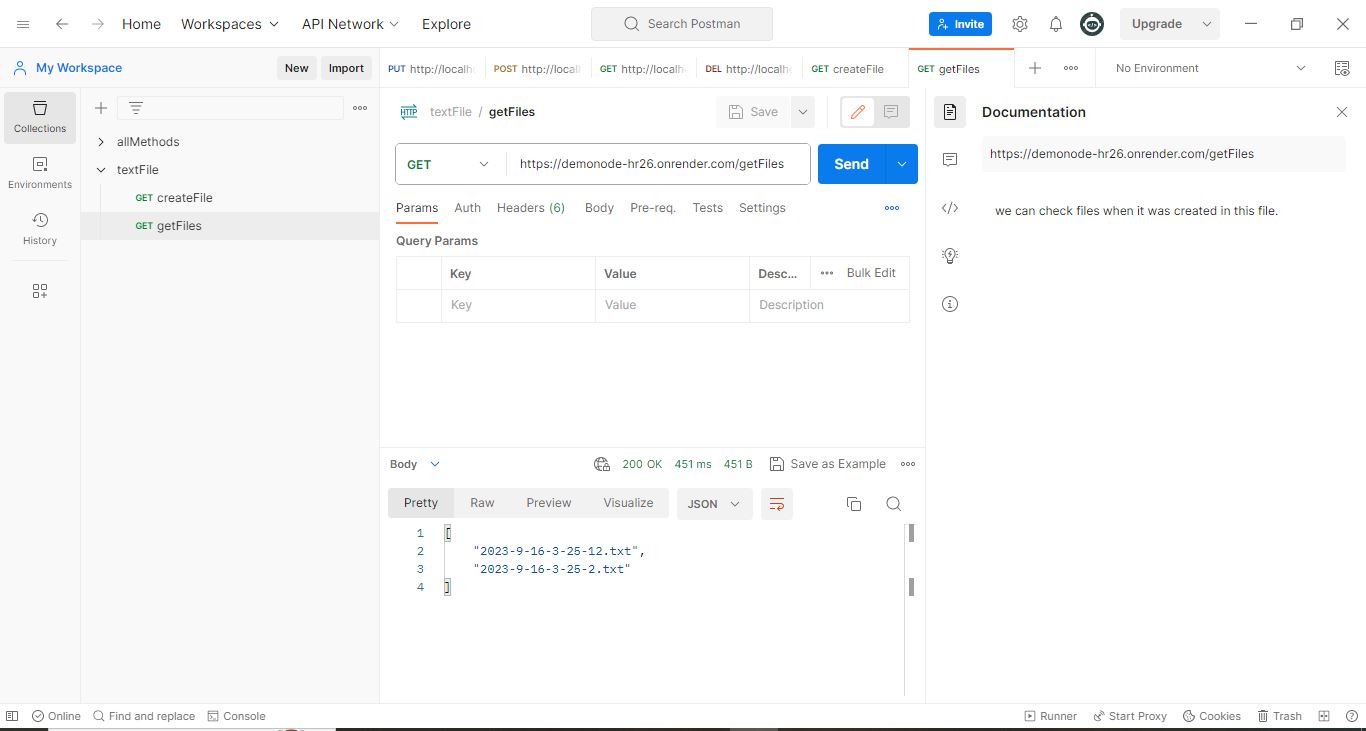 Home Workspaces API Network Explore Search Postman Invite Upgrade
My Workspace New Import PUT http://localh POST http://local GET http://localh DEL http://localh GET createFile GET getFiles No Environment
Collections
Environments
History
allMethods
textFile
GET createFile
GET getFiles
HTTP textFile / getFiles Save
GET https://demonode-hr26.onrender.com/getFiles Send
Params Auth Headers (6) Body Pre-req. Tests Settings
Query Params
Key Value Desc... Bulk Edit
Key Value Description
Body 200 OK 451 ms 451 B Save as Example
Pretty Raw Preview Visualize JSON
1 [
2 "2023-9-16-3-25-12.txt",
3 "2023-9-16-3-25-2.txt"
4 ]
Documentation
https://demonode-hr26.onrender.com/getFiles
we can check files when it was created in this file.
Online Find and replace Console Runner Start Proxy Cookies Trash